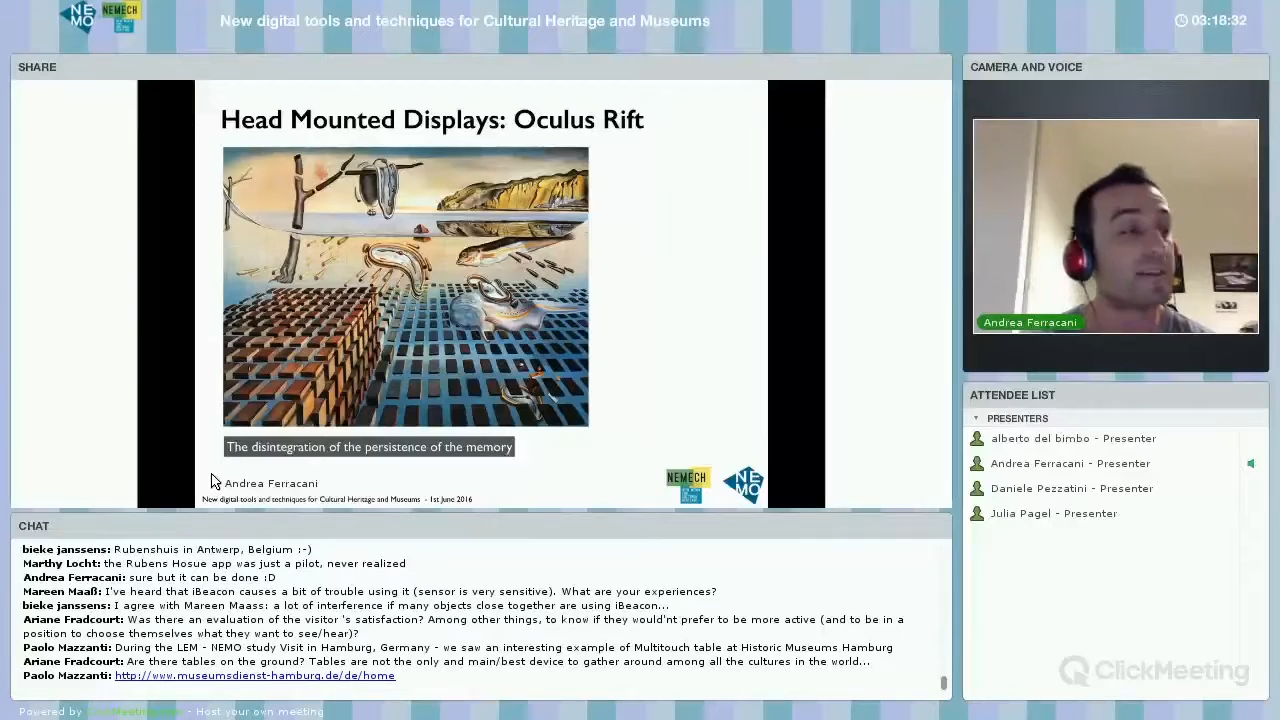 NE
MO
NEMECH
New digital tools and techniques for Cultural Heritage and Museums
03:18:32
SHARE
Head Mounted Displays: Oculus Rift
The disintegration of the persistence of the memory
Andrea Ferracani
New digital tools and techniques for Cultural Heritage and Museums - 1st June 2016
NEMECH
NE
MO
CAMERA AND VOICE
Andrea Ferracani
ATTENDEE LIST
PRESENTERS
alberto del bimbo - Presenter
Andrea Ferracani - Presenter
Daniele Pezzatini - Presenter
Julia Pagel - Presenter
CHAT
bieke janssens: Rubenshuis in Antwerp, Belgium :-)
Marthy Locht: the Rubens Hosue app was just a pilot, never realized
Andrea Ferracani: sure but it can be done :D
Mareen Maaß: I've heard that iBeacon causes a bit of trouble using it (sensor is very sensitive). What are your experiences?
bieke janssens: I agree with Mareen Maass: a lot of interference if many objects close together are using iBeacon...
Ariane Fradcourt: Was there an evaluation of the visitor 's satisfaction? Among other things, to know if they would'nt prefer to be more active (and to be in a
position to choose themselves what they want to see/hear)?
Paolo Mazzanti: During the LEM - NEMO study Visit in Hamburg, Germany - we saw an interesting example of Multitouch table at Historic Museums Hamburg
Ariane Fradcourt: Are there tables on the ground? Tables are not the only and main/best device to gather around among all the cultures in the world...
Paolo Mazzanti: http://www.museumsdienst-hamburg.de/de/home
ClickMeeting
Powered by ClickMeeting.com - Host your own meeting